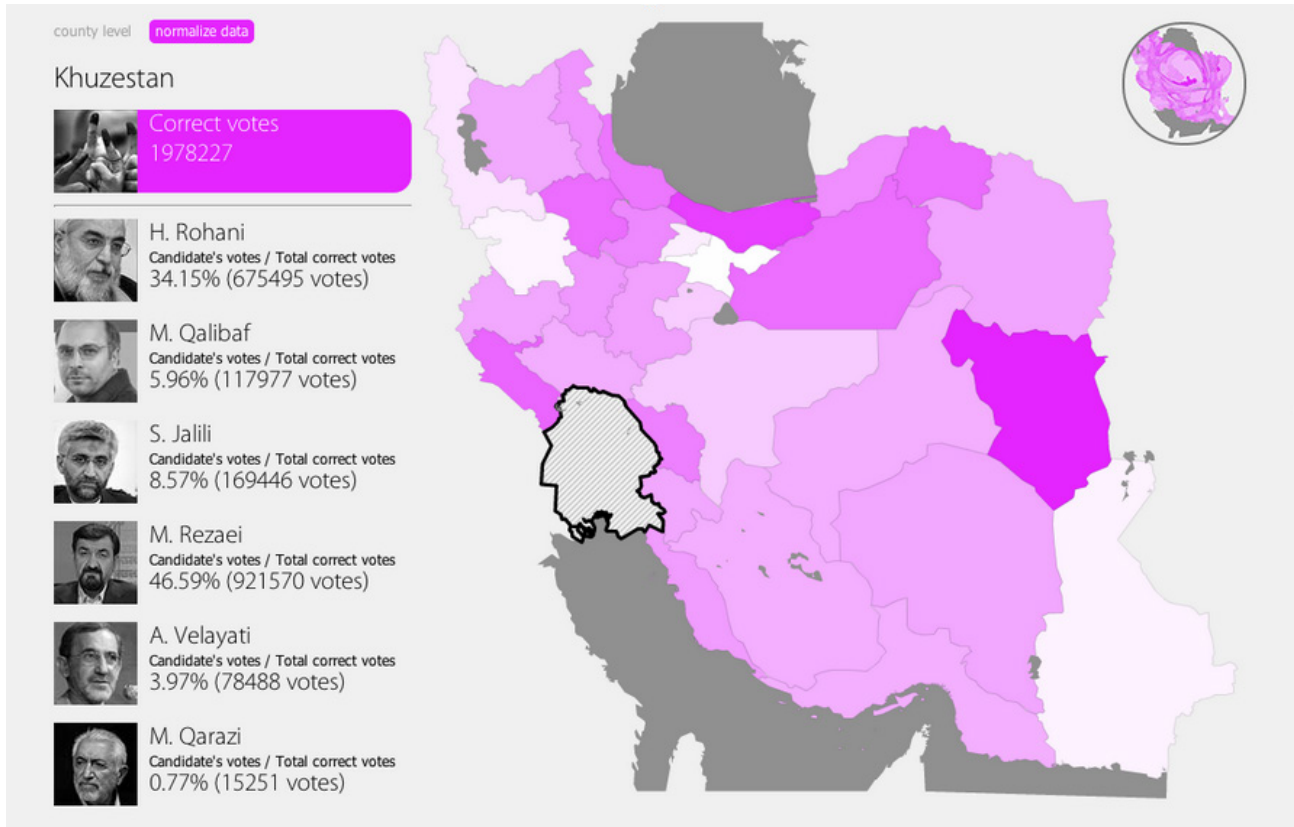 county level
normalize data
Khuzestan
Correct votes
1978227
H. Rohani
Candidate's votes / Total correct votes
34.15% (675495 votes)
M. Qalibaf
Candidate's votes / Total correct votes
5.96% (117977 votes)
S. Jalili
Candidate's votes / Total correct votes
8.57% (169446 votes)
M. Rezaei
Candidate's votes / Total correct votes
46.59% (921570 votes)
A. Velayati
Candidate's votes / Total correct votes
3.97% (78488 votes)
M. Qarazi
Candidate's votes / Total correct votes
0.77% (15251 votes)